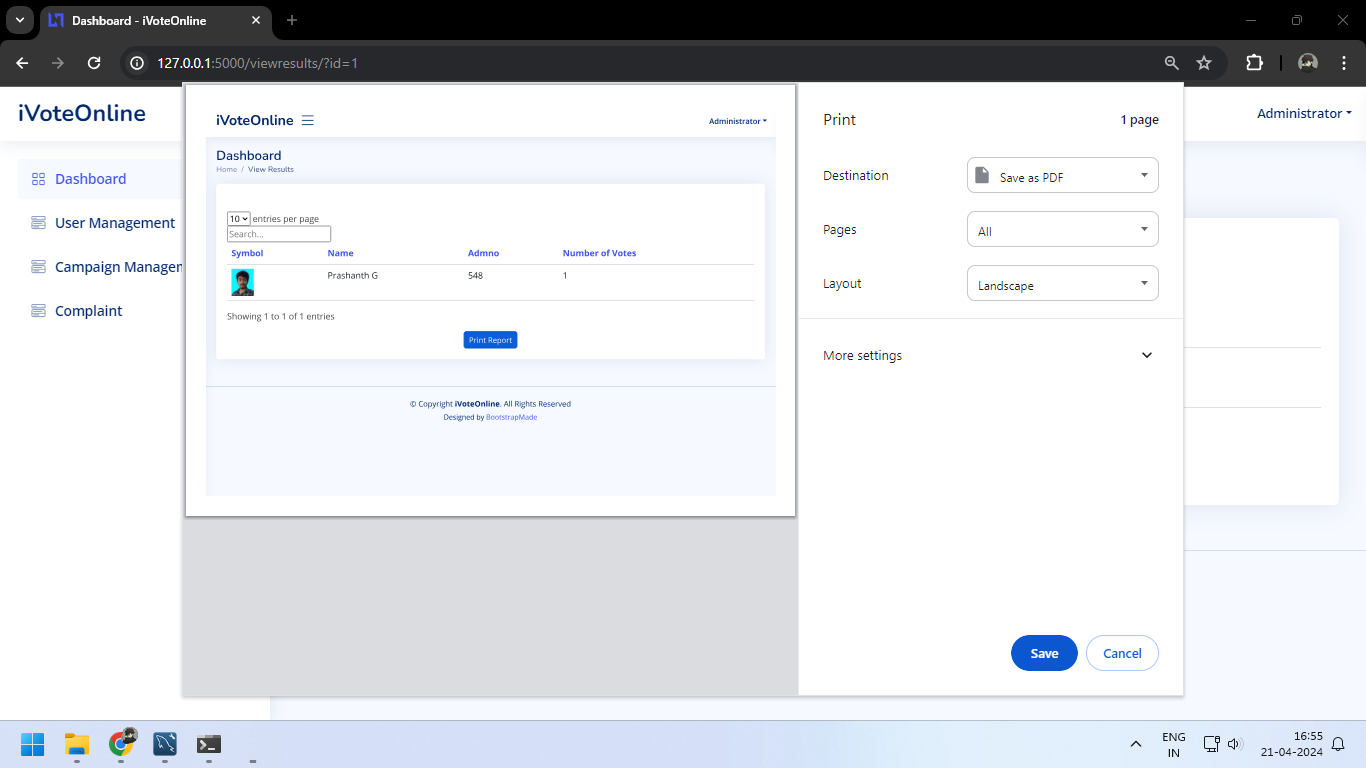 Dashboard - iVoteOnline
127.0.0.1:5000/viewresults/?id=1
iVoteOnline
Administrator
Dashboard
User Management
Campaign Managen
Complaint
iVoteOnline
Administrator
Dashboard
Home / View Results
10 entries per page
Search...
Symbol Name Admno Number of Votes
Prashanth G 548 1
Showing 1 to 1 of 1 entries
Print Report
© Copyright iVoteOnline. All Rights Reserved
Designed by BootstrapMade
Print 1 page
Destination Save as PDF
Pages All
Layout Landscape
More settings
Save Cancel
ENG
IN
16:55
21-04-2024